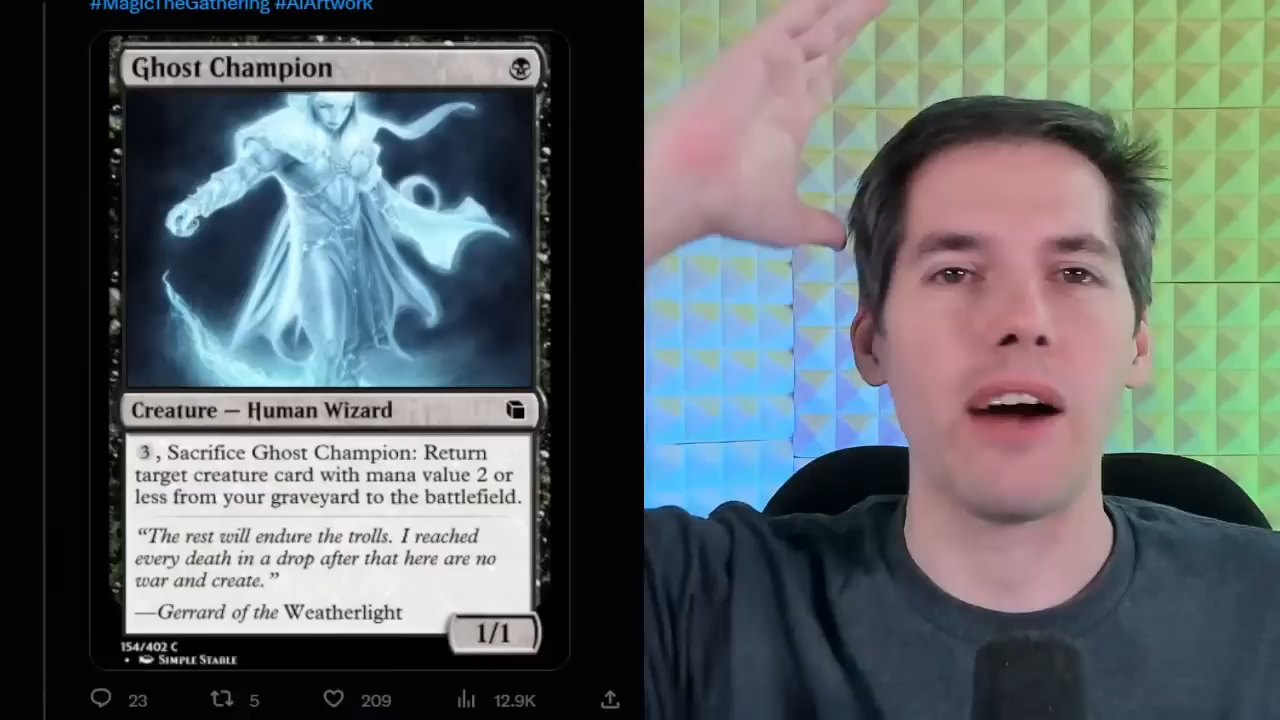 #MagicTheGathering #AIArtwork
Ghost Champion
Creature — Human Wizard
3, Sacrifice Ghost Champion: Return
target creature card with mana value 2 or
less from your graveyard to the battlefield.
“The rest will endure the trolls. I reached
every death in a drop after that here are no
war and create.”
—Gerrard of the Weatherlight
1/1
154/402 C
• Simple Stable
23 5 209 12.9K